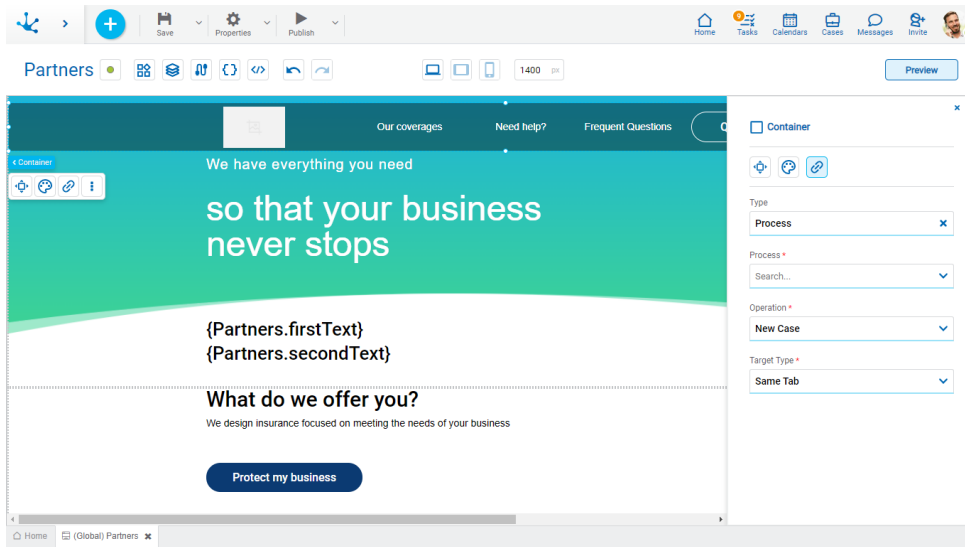 Save
Properties
Publish
Home
9
Tasks
Calendars
Cases
Messages
Invite
Partners
1400 px
Preview
Our coverages
Need help?
Frequent Questions
Container
We have everything you need
so that your business
never stops
{Partners.firstText}
{Partners.secondText}
What do we offer you?
We design insurance focused on meeting the needs of your business
Protect my business
Container
Type
Process
Process *
Search...
Operation *
New Case
Target Type *
Same Tab
Home
(Global) Partners